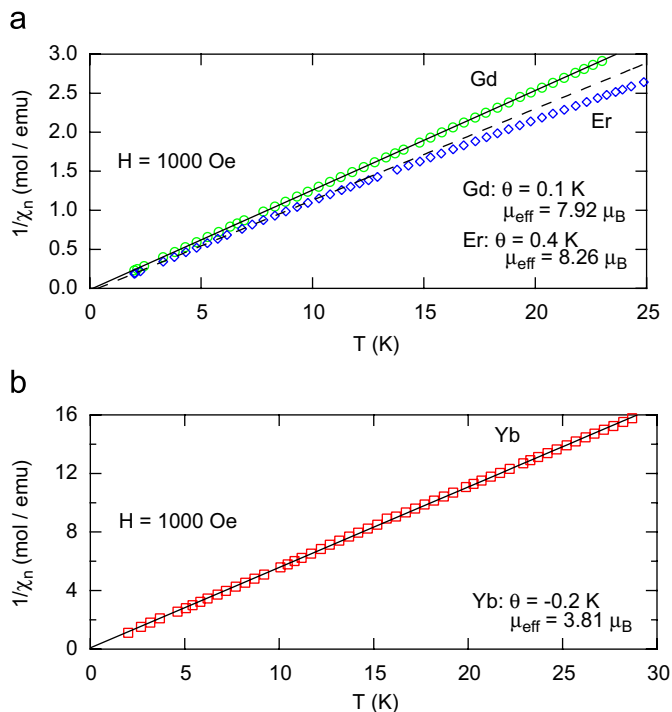 a
3.0
2.5
2.0
1.5
1.0
0.5
0.0
1/χn (mol / emu)
Gd
Er
H = 1000 Oe
Gd: θ = 0.1 K
μeff = 7.92 μB
Er: θ = 0.4 K
μeff = 8.26 μB
0 5 10 15 20 25
T (K)
b
16
12
8
4
0
1/χn (mol / emu)
Yb
H = 1000 Oe
Yb: θ = -0.2 K
μeff = 3.81 μB
0 5 10 15 20 25 30
T (K)